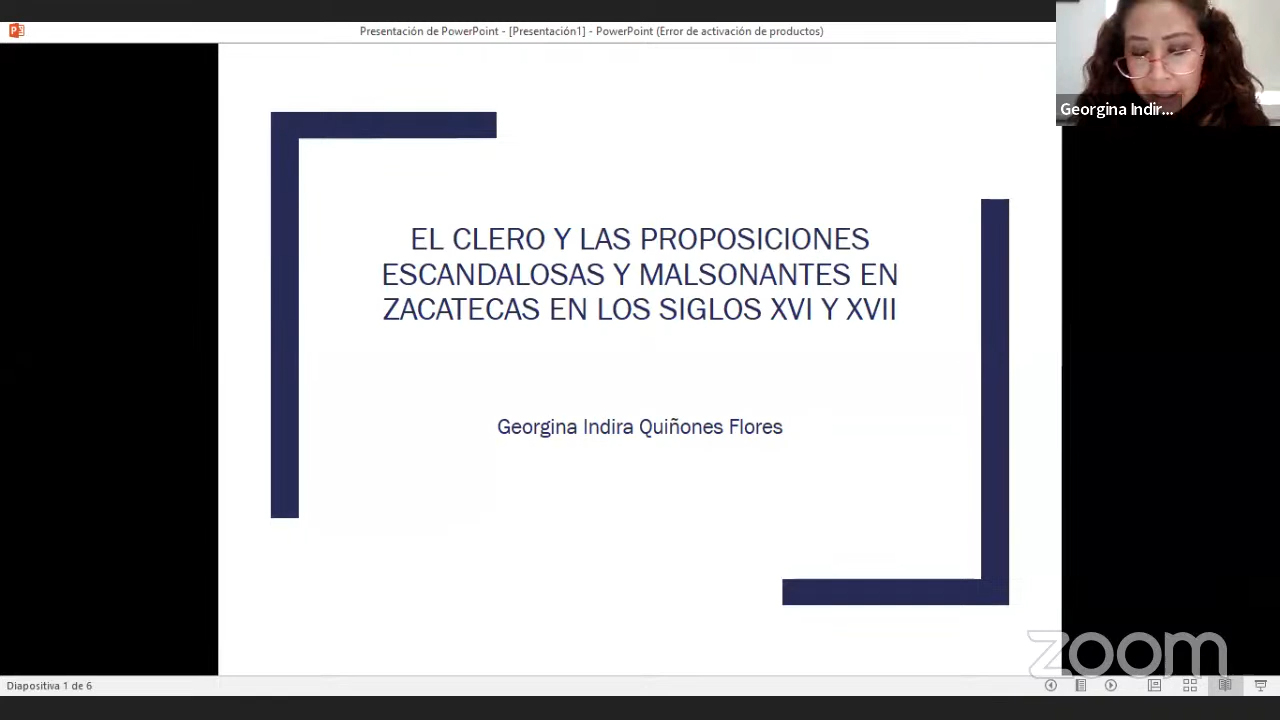 Presentación de PowerPoint - [Presentación1] - PowerPoint (Error de activación de productos)
Georgina Indir...
EL CLERO Y LAS PROPOSICIONES
ESCANDALOSAS Y MALSONANTES EN
ZACATECAS EN LOS SIGLOS XVI Y XVII
Georgina Indira Quiñones Flores
zoom
Diapositiva 1 de 6